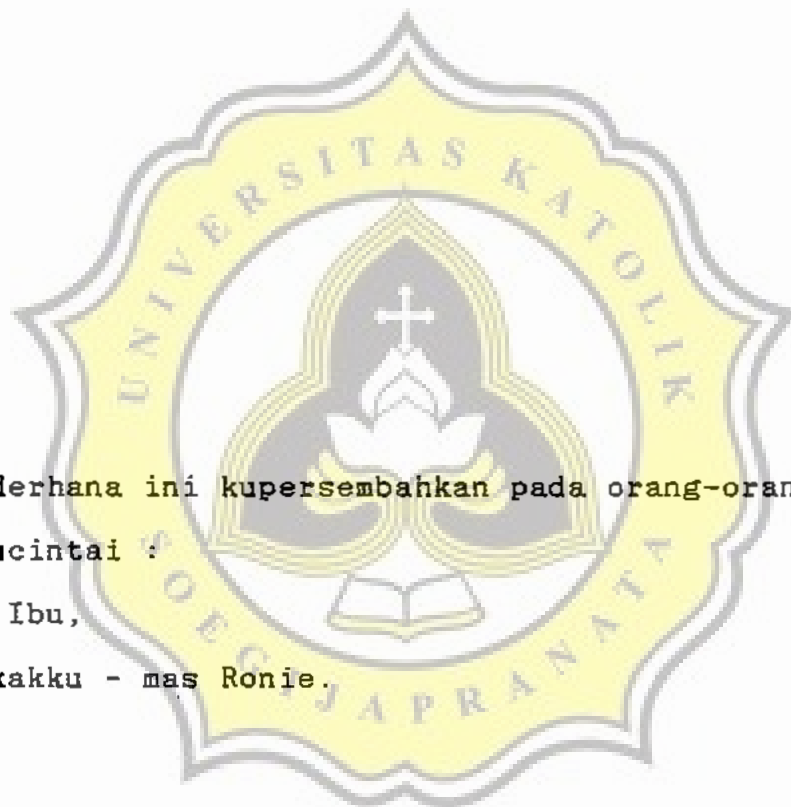 UNIVERSITAS KATOLIK
derhana ini kupersembahkan pada orang-oran
ucintai :
Ibu,
kakku - mas Ronie.
SOEGIJAPRANATA